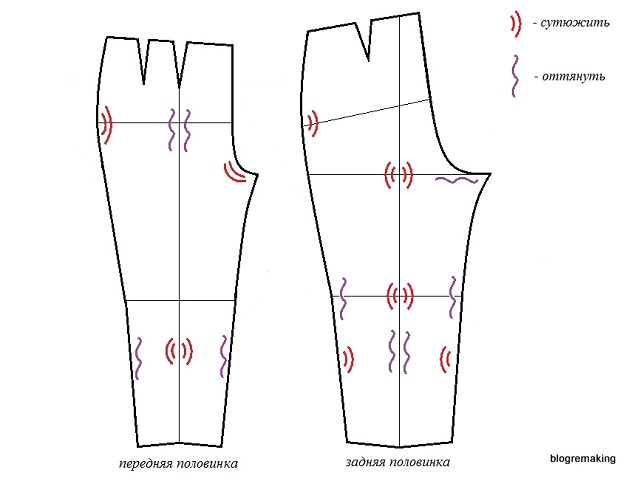 - сутюжить
- оттянуть
передняя половинка
задняя половинка
blogremaking